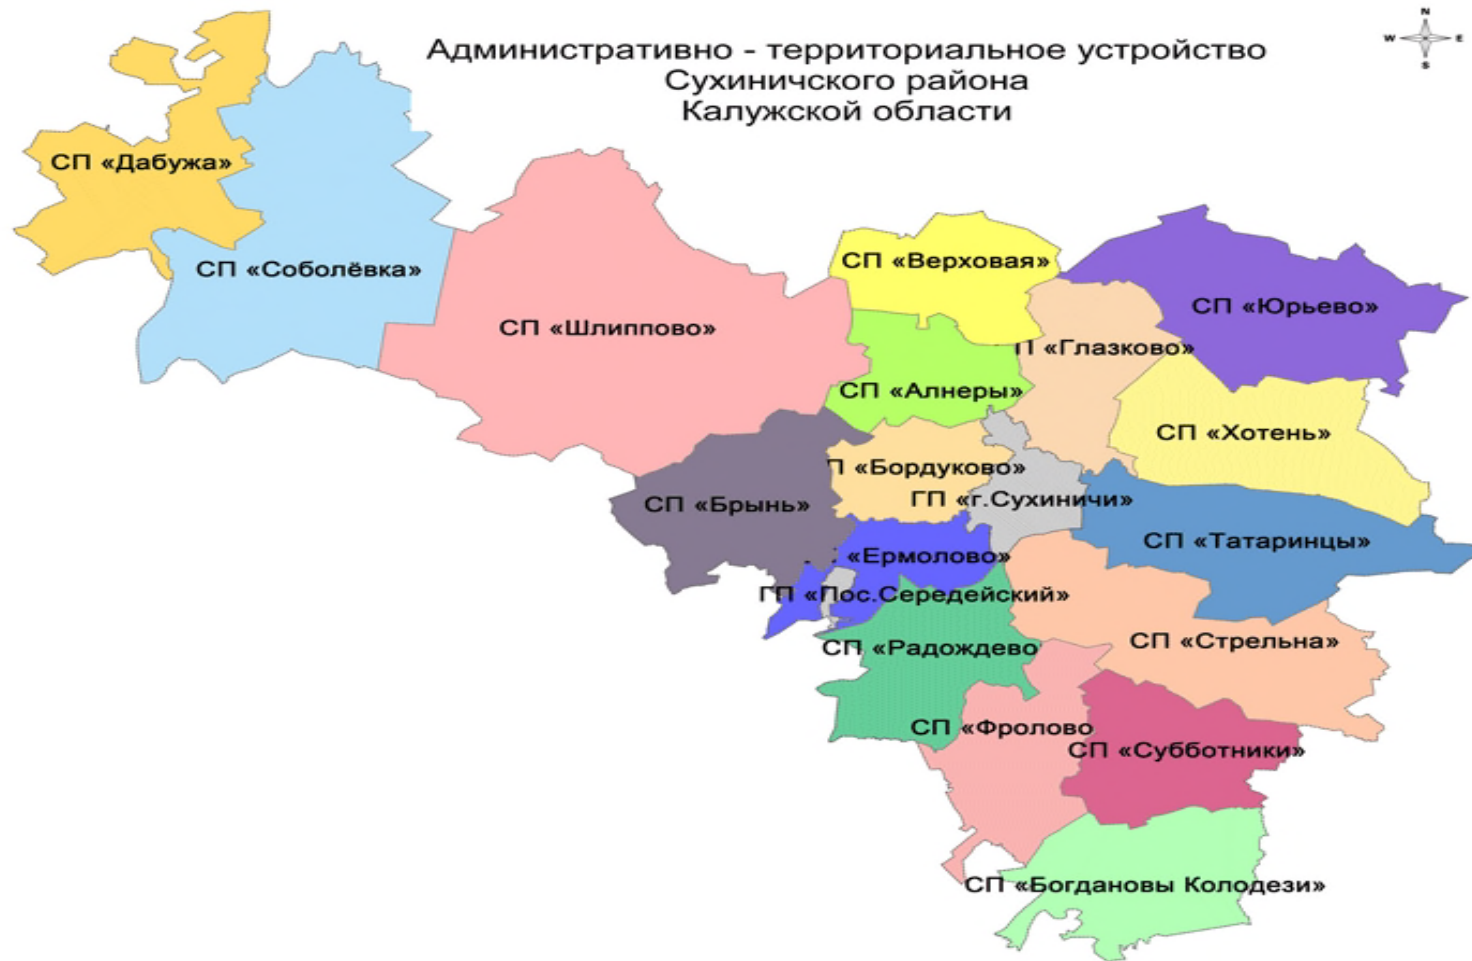 N
W E
S
Административно - территориальное устройство
Сухиничского района
Калужской области
СП «Дабужа»
СП «Соболёвка»
СП «Верховая»
СП «Юрьево»
СП «Шлиппово»
П «Глазково»
СП «Алнеры»
СП «Хотень»
П «Бордуково»
ГП «г.Сухиничи»
СП «Брынь»
СП «Татаринцы»
«Ермолово»
ГП «Пос.Середейский»
СП «Стрельна»
СП «Радождево
СП «Фролово
СП «Субботники»
СП «Богдановы Колодези»